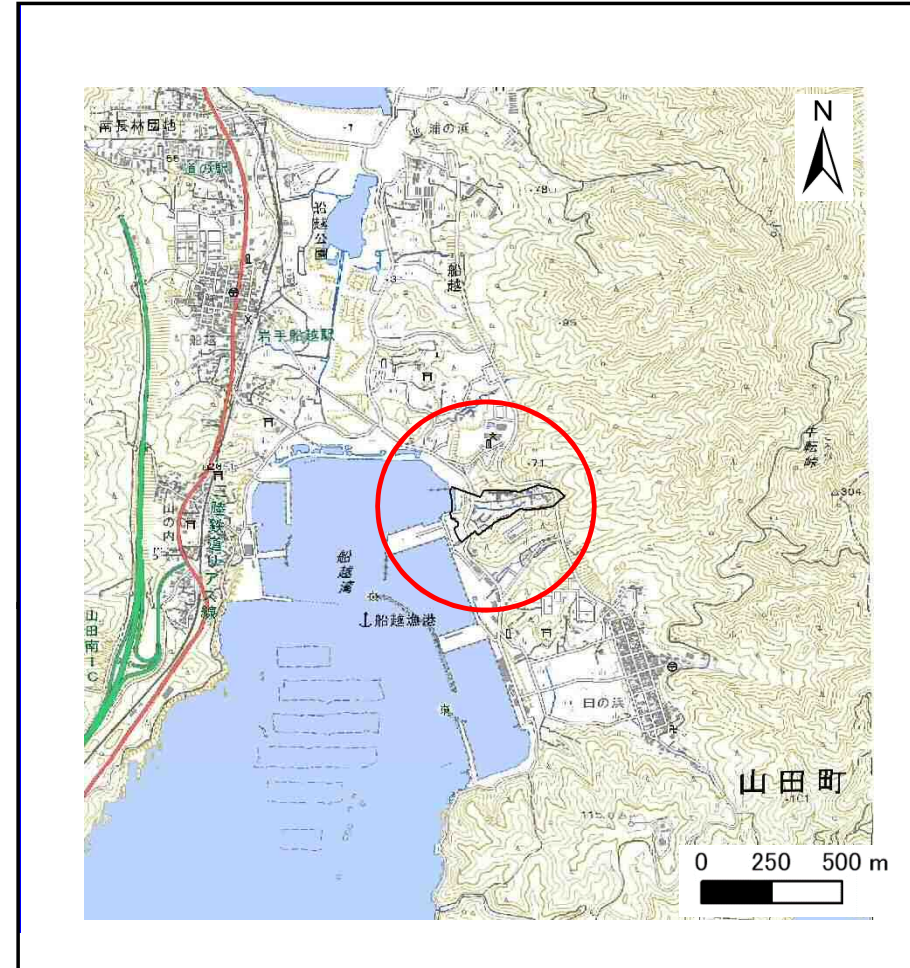 N
南長林団地
浦の浜
道の駅
船越公園
船越
岩手船越駅
船越
牛転峠
山の内
三陸鉄道リアス線
船越湾
船越漁港
山田南IC
田の浜
山田町
0 250 500 m